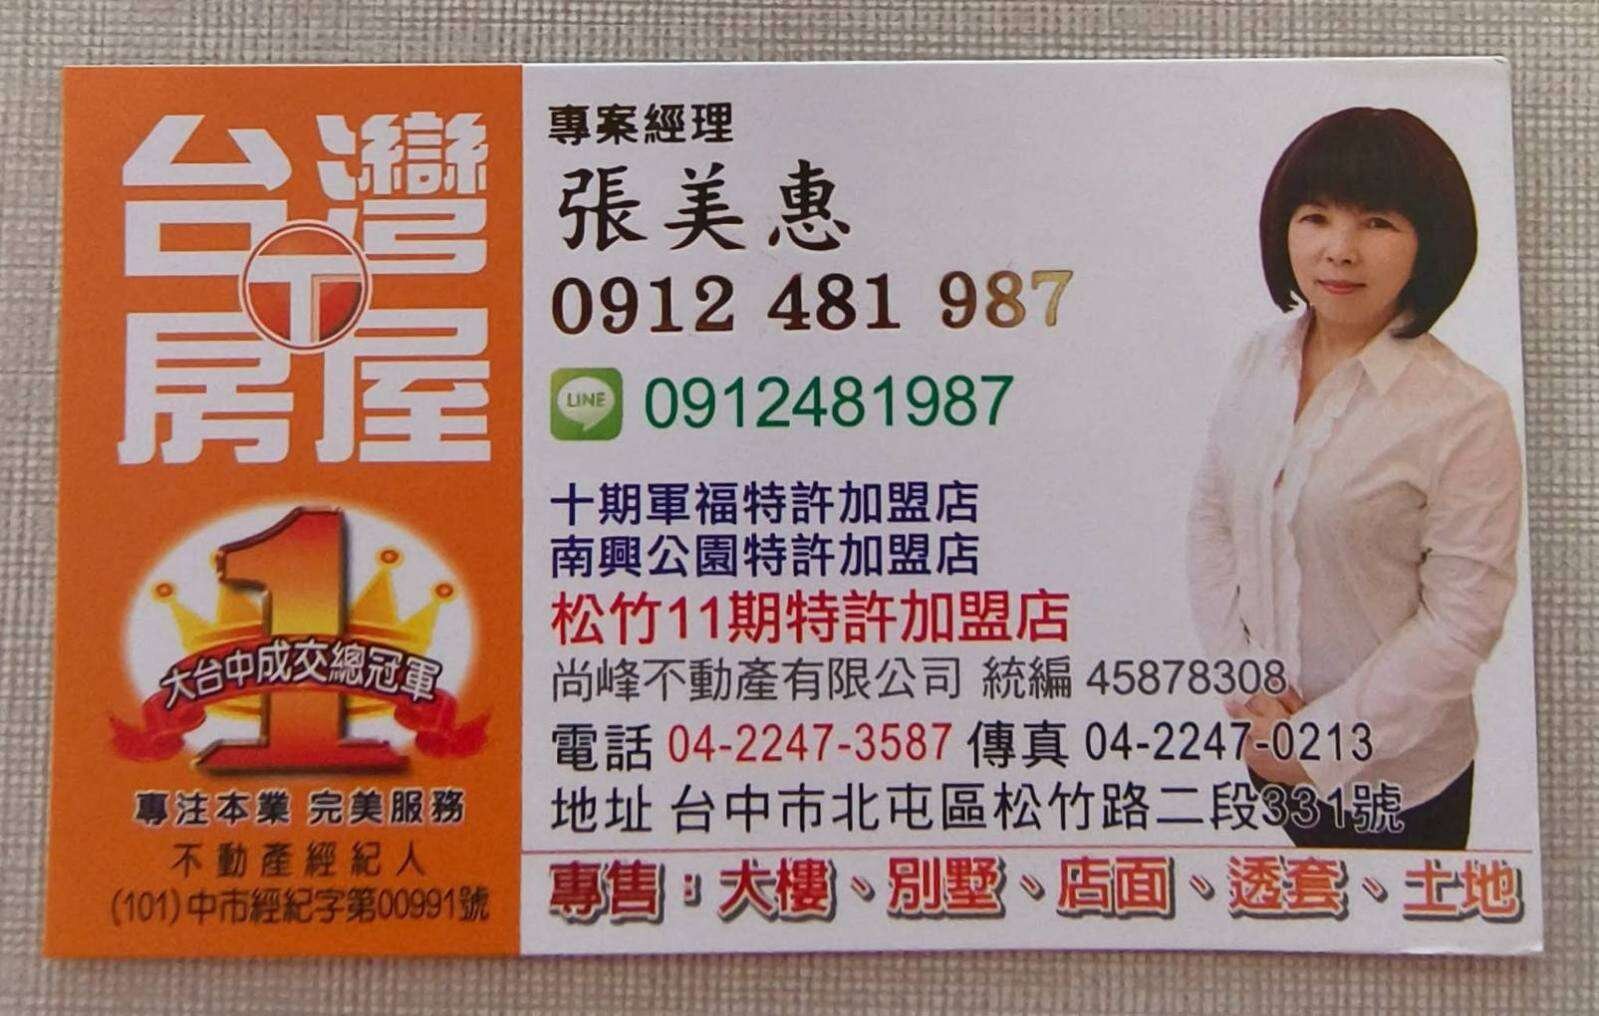 台灣
房屋
T
1
大台中成交總冠軍
專注本業 完美服務
不動產經紀人
(101)中市經紀字第00991號
專案經理
張美惠
0912 481 987
LINE 0912481987
十期軍福特許加盟店
南興公園特許加盟店
松竹11期特許加盟店
尚峰不動產有限公司 統編 45878308
電話 04-2247-3587 傳真 04-2247-0213
地址 台中市北屯區松竹路二段331號
專售：大樓、別墅、店面、透套、土地